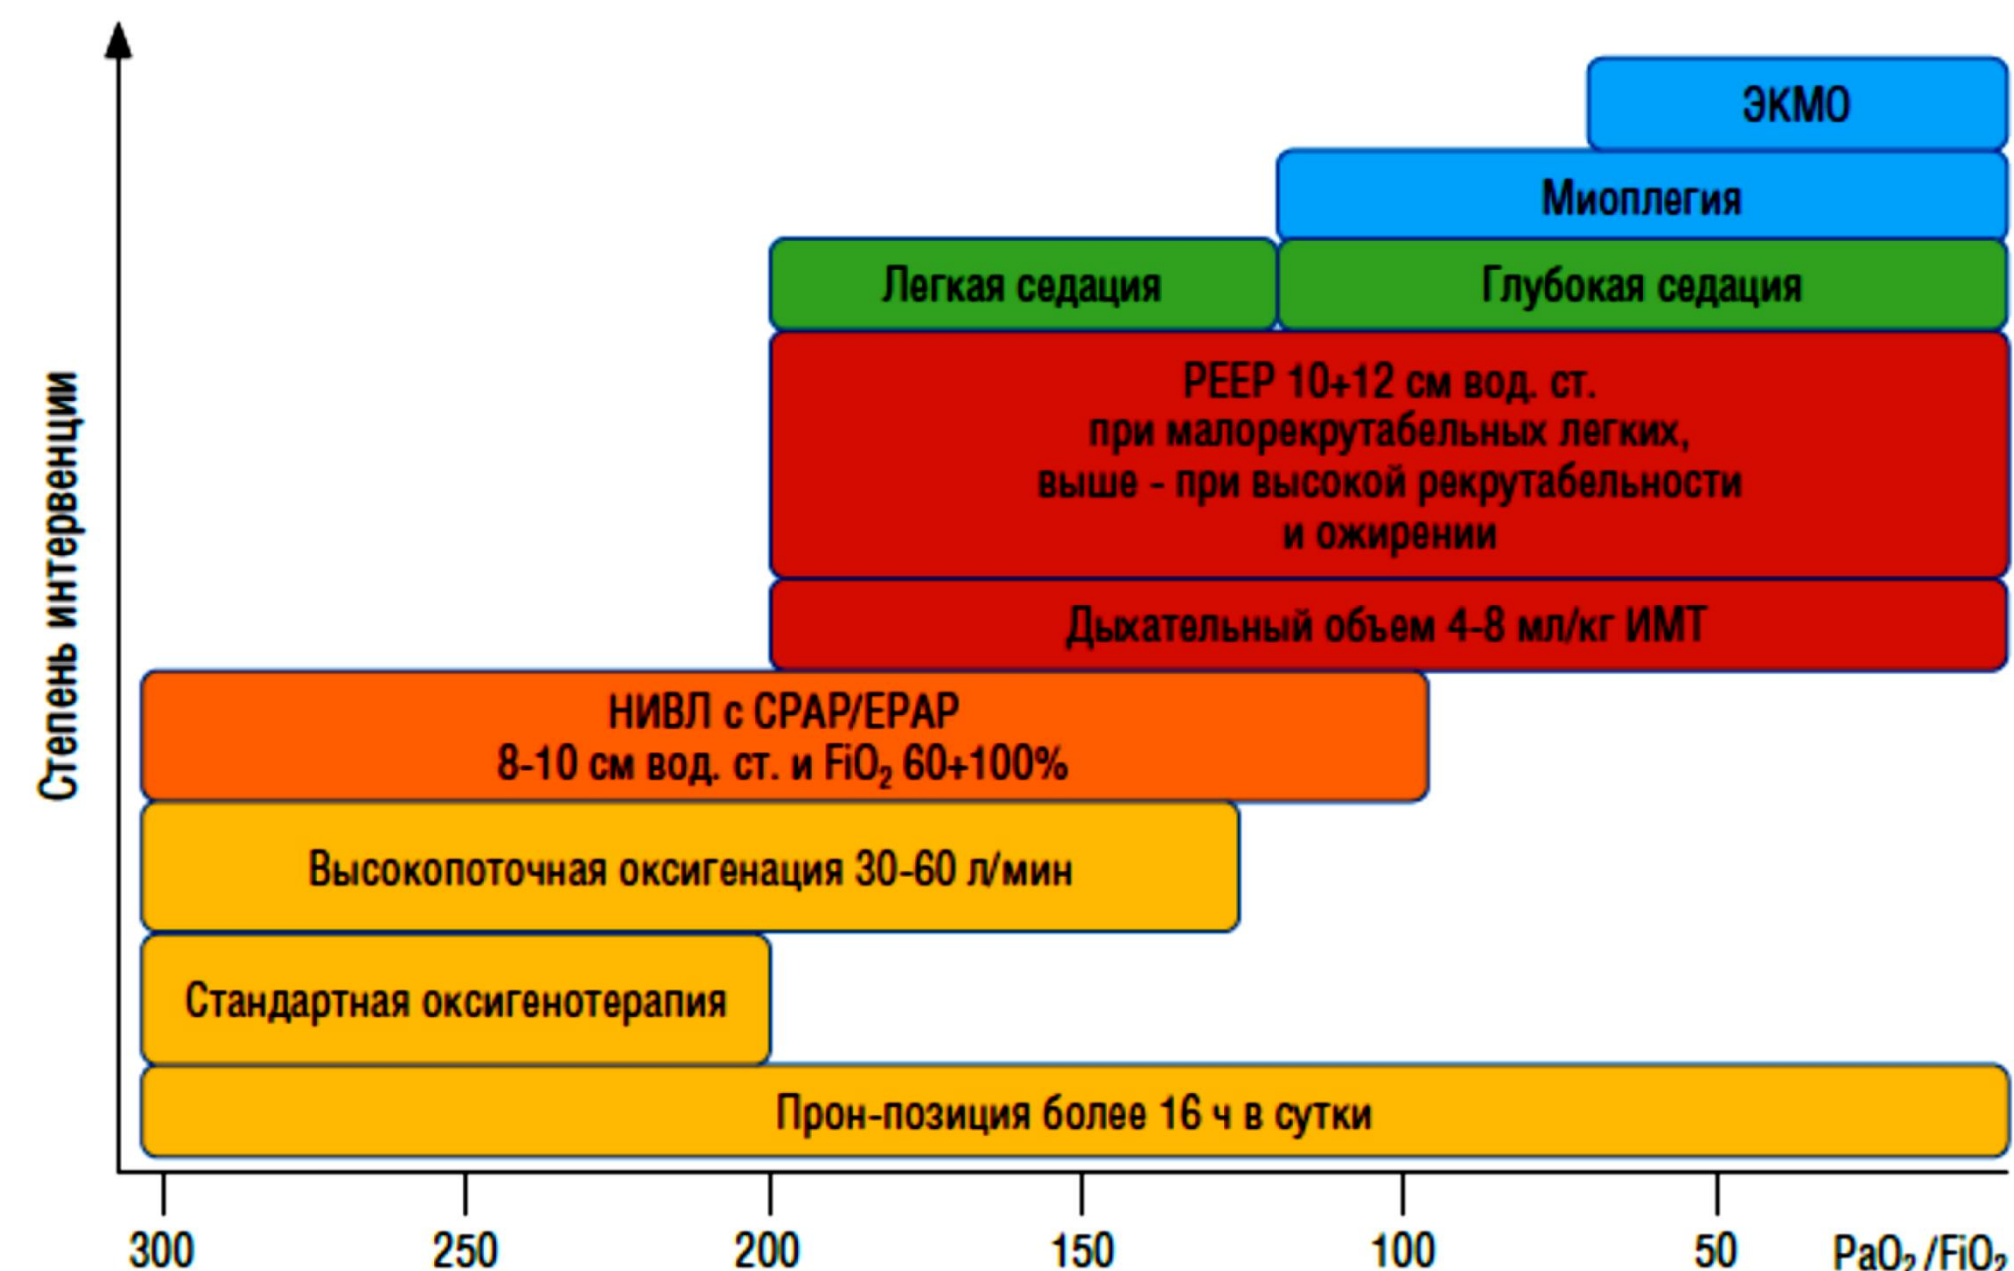 ЭКМО
Миоплегия
Легкая седация
Глубокая седация
PEEP 10+12 см вод. ст.
при малорекрутабельных легких,
выше - при высокой рекрутабельности
и ожирении
Дыхательный объем 4-8 мл/кг ИМТ
НИВЛ с CPAP/EPAP
8-10 см вод. ст. и FiO₂ 60+100%
Высокопоточная оксигенация 30-60 л/мин
Стандартная оксигенотерапия
Прон-позиция более 16 ч в сутки
Степень интервенции
300 250 200 150 100 50 PaO₂/FiO₂